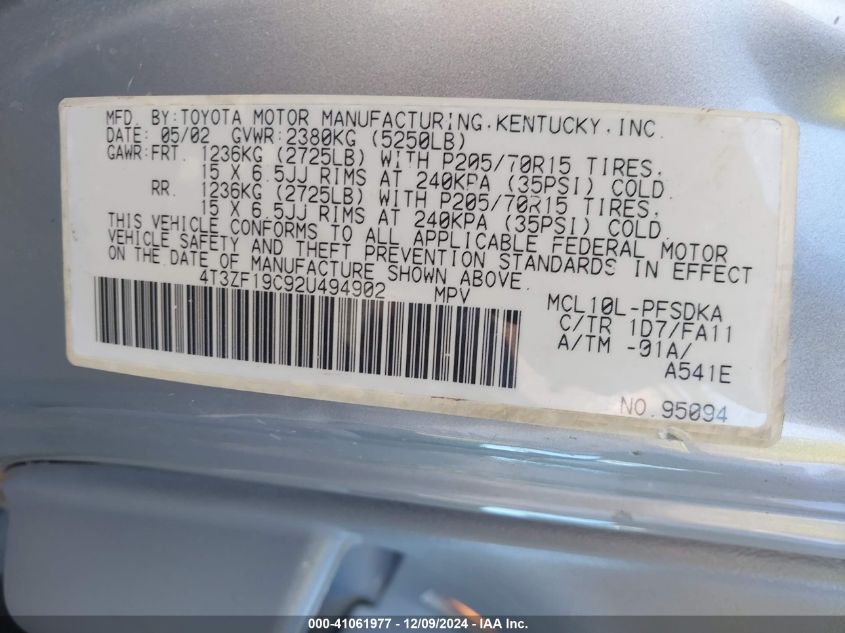 MFD. BY:TOYOTA MOTOR MANUFACTURING.KENTUCKY,INC.
DATE: 05/02 GVWR:2380KG (5250LB)
GAWR:FRT. 1236KG (2725LB) WITH P205/70R15 TIRES.
15 X 6.5JJ RIMS AT 240KPA (35PSI) COLD.
RR. 1236KG (2725LB) WITH P205/70R15 TIRES.
15 X 6.5JJ RIMS AT 240KPA (35PSI) COLD.
THIS VEHICLE CONFORMS TO ALL APPLICABLE FEDERAL MOTOR
VEHICLE SAFETY AND THEFT PREVENTION STANDARDS IN EFFECT
ON THE DATE OF MANUFACTURE SHOWN ABOVE.
4T3ZF19C92U494902 MPV
MCL10L-PFSDKA
C/TR 1D7/FA11
A/TM -01A/
A541E
NO.95094
000-41061977 - 12/09/2024 - IAA Inc.